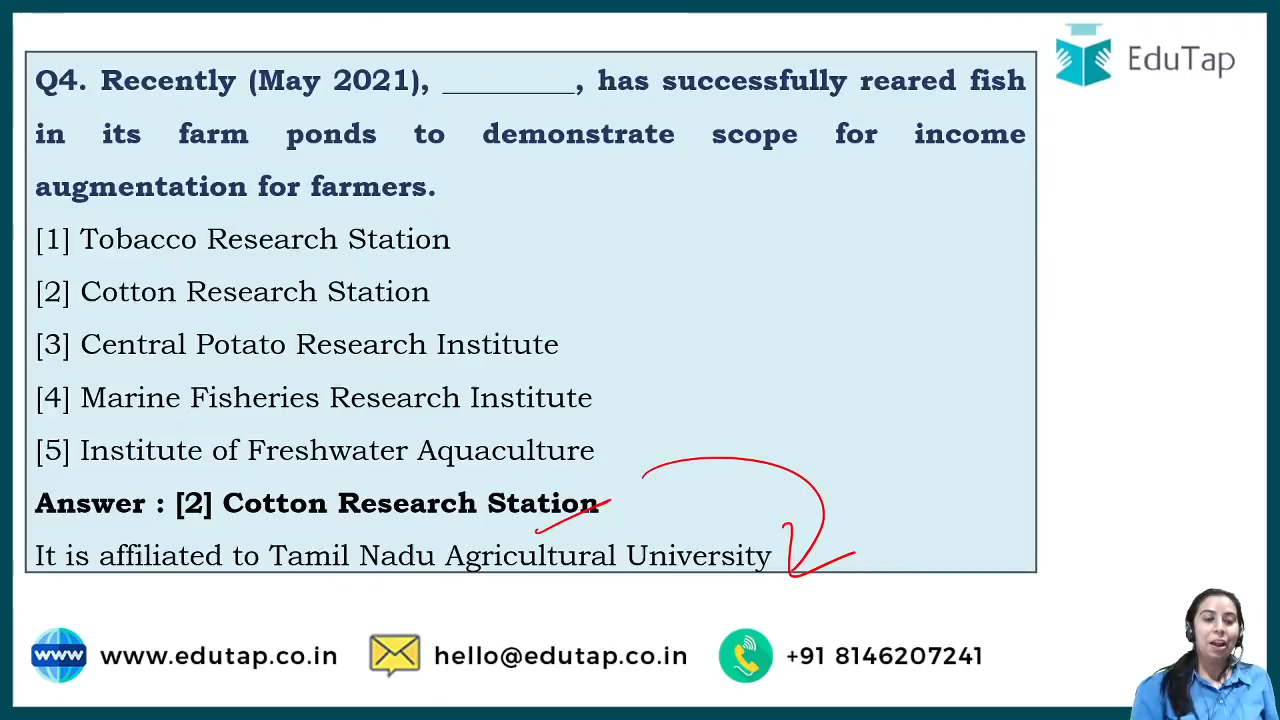 EduTap
Q4. Recently (May 2021), _________, has successfully reared fish
in its farm ponds to demonstrate scope for income
augmentation for farmers.
[1] Tobacco Research Station
[2] Cotton Research Station
[3] Central Potato Research Institute
[4] Marine Fisheries Research Institute
[5] Institute of Freshwater Aquaculture
Answer : [2] Cotton Research Station
It is affiliated to Tamil Nadu Agricultural University
www www.edutap.co.in hello@edutap.co.in +91 8146207241